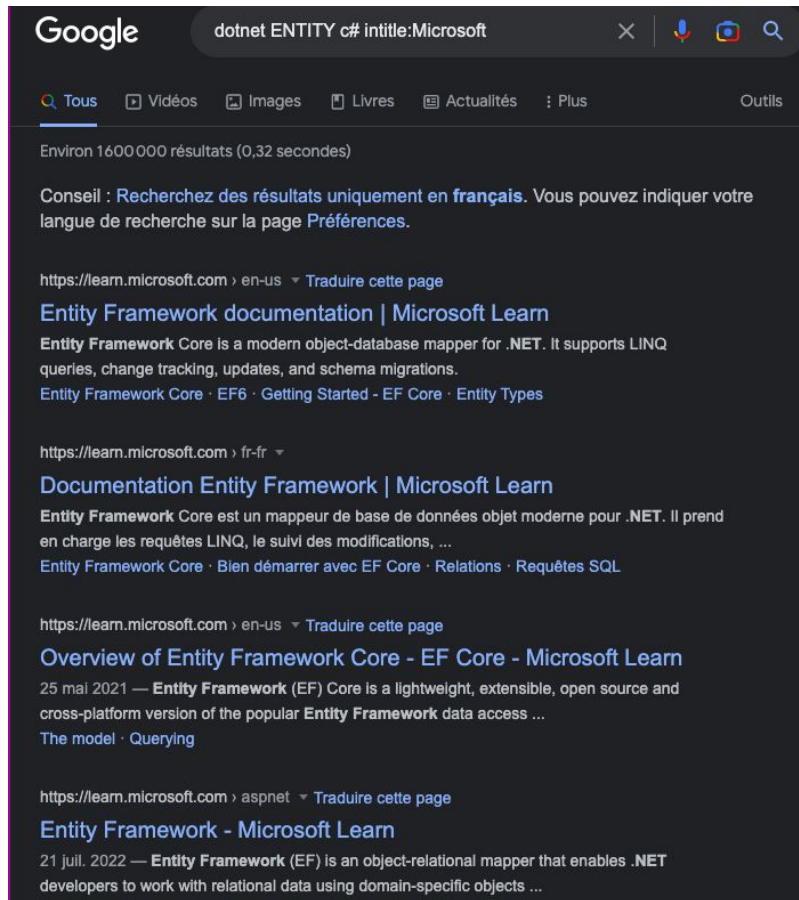 Google
dotnet ENTITY c# intitle:Microsoft
Tous Vidéos Images Livres Actualités Plus Outils
Environ 1 600 000 résultats (0,32 secondes)
Conseil : Recherchez des résultats uniquement en français. Vous pouvez indiquer votre
langue de recherche sur la page Préférences.
https://learn.microsoft.com › en-us Traduire cette page
Entity Framework documentation | Microsoft Learn
Entity Framework Core is a modern object-database mapper for .NET. It supports LINQ
queries, change tracking, updates, and schema migrations.
Entity Framework Core · EF6 · Getting Started - EF Core · Entity Types
https://learn.microsoft.com › fr-fr
Documentation Entity Framework | Microsoft Learn
Entity Framework Core est un mappeur de base de données objet moderne pour .NET. Il prend
en charge les requêtes LINQ, le suivi des modifications, ...
Entity Framework Core · Bien démarrer avec EF Core · Relations · Requêtes SQL
https://learn.microsoft.com › en-us Traduire cette page
Overview of Entity Framework Core - EF Core - Microsoft Learn
25 mai 2021 — Entity Framework (EF) Core is a lightweight, extensible, open source and
cross-platform version of the popular Entity Framework data access ...
The model · Querying
https://learn.microsoft.com › aspnet Traduire cette page
Entity Framework - Microsoft Learn
21 juil. 2022 — Entity Framework (EF) is an object-relational mapper that enables .NET
developers to work with relational data using domain-specific objects ...